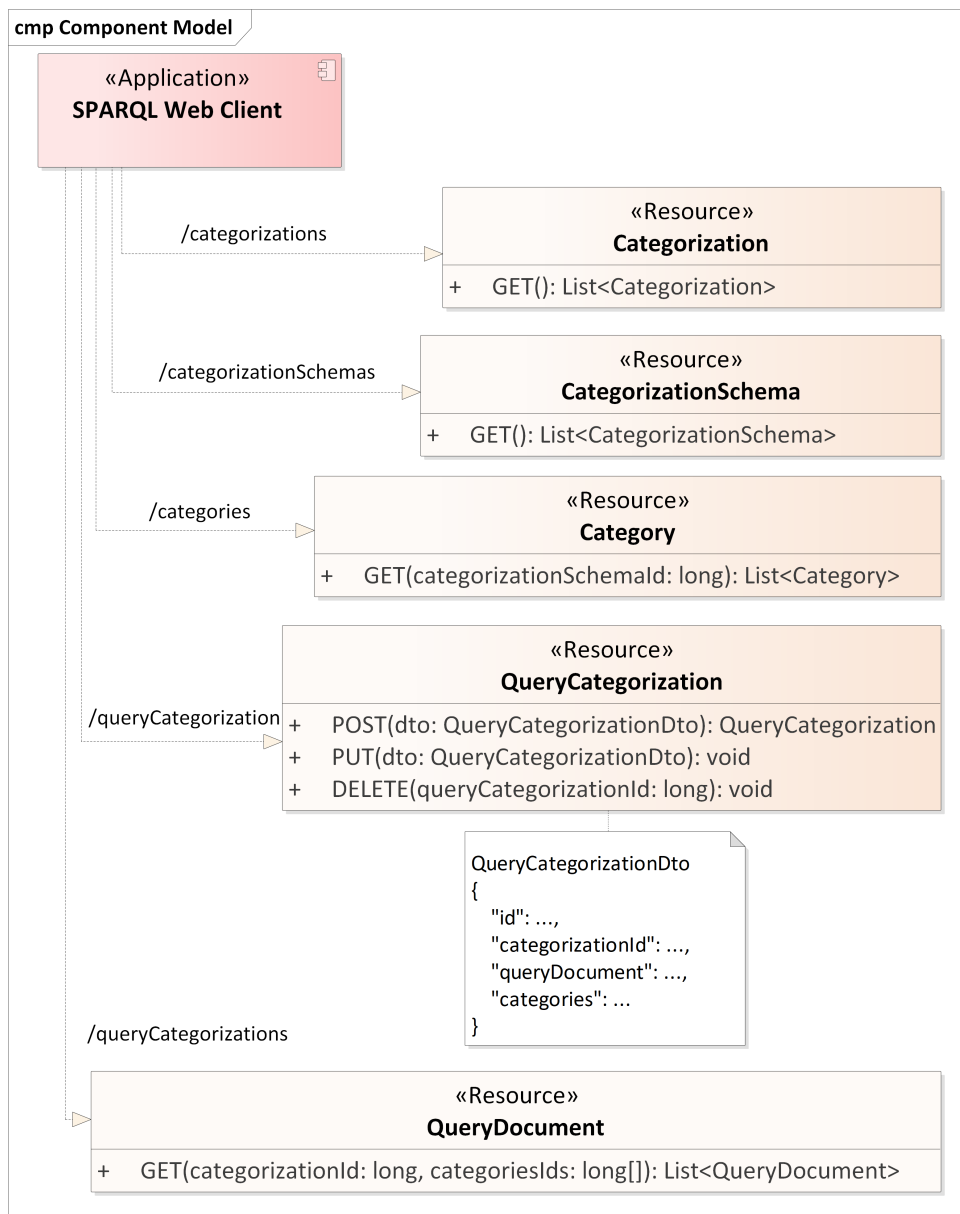 cmp Component Model
«Application»
SPARQL Web Client
/categorizations
«Resource»
Categorization
+ GET(): List<Categorization>
/categorizationSchemas
«Resource»
CategorizationSchema
+ GET(): List<CategorizationSchema>
/categories
«Resource»
Category
+ GET(categorizationSchemaId: long): List<Category>
/queryCategorization
«Resource»
QueryCategorization
+ POST(dto: QueryCategorizationDto): QueryCategorization
+ PUT(dto: QueryCategorizationDto): void
+ DELETE(queryCategorizationId: long): void
QueryCategorizationDto
{
"id": ...,
"categorizationId": ...,
"queryDocument": ...,
"categories": ...
}
/queryCategorizations
«Resource»
QueryDocument
+ GET(categorizationId: long, categoriesIds: long[]): List<QueryDocument>